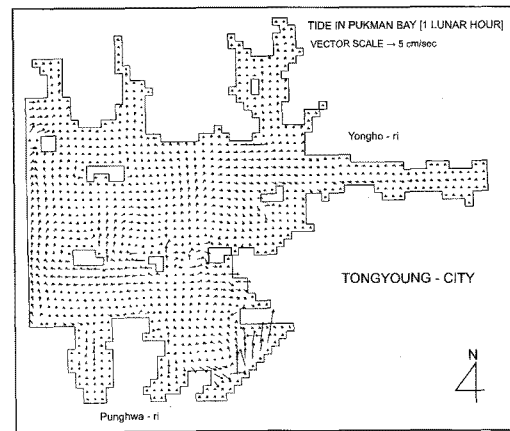 TIDE IN PUKMAN BAY [1 LUNAR HOUR]
VECTOR SCALE → 5 cm/sec
Yongho - ri
TONGYOUNG - CITY
N
Punghwa - ri